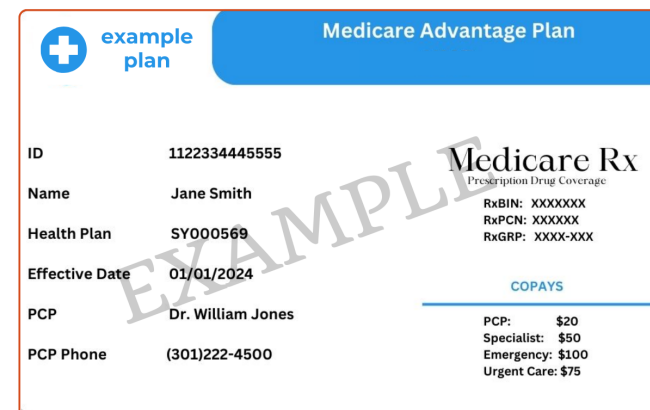 example
plan
Medicare Advantage Plan
ID 1122334445555
Name Jane Smith
Health Plan SY000569
Effective Date 01/01/2024
PCP Dr. William Jones
PCP Phone (301)222-4500
EXAMPLE
Medicare Rx
Prescription Drug Coverage
RxBIN: XXXXXXX
RxPCN: XXXXXX
RxGRP: XXXX-XXX
COPAYS
PCP: $20
Specialist: $50
Emergency: $100
Urgent Care: $75